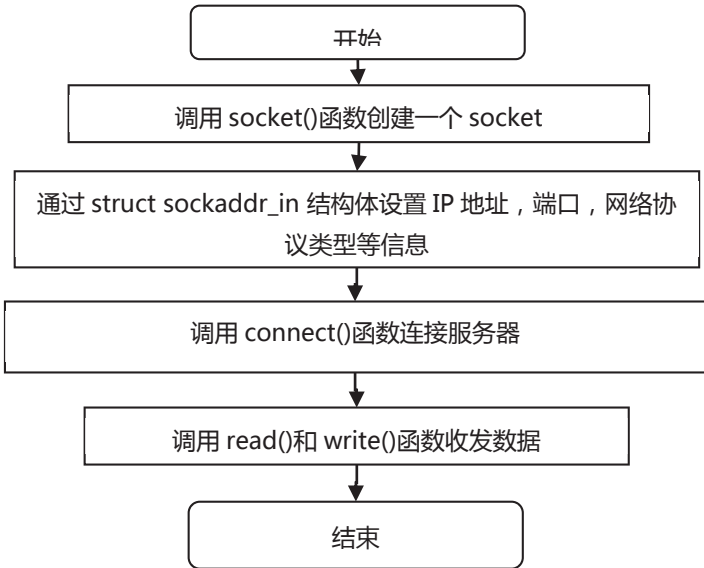 开始
调用 socket()函数创建一个 socket
通过 struct sockaddr_in 结构体设置 IP 地址，端口，网络协
议类型等信息
调用 connect()函数连接服务器
调用 read()和 write()函数收发数据
结束